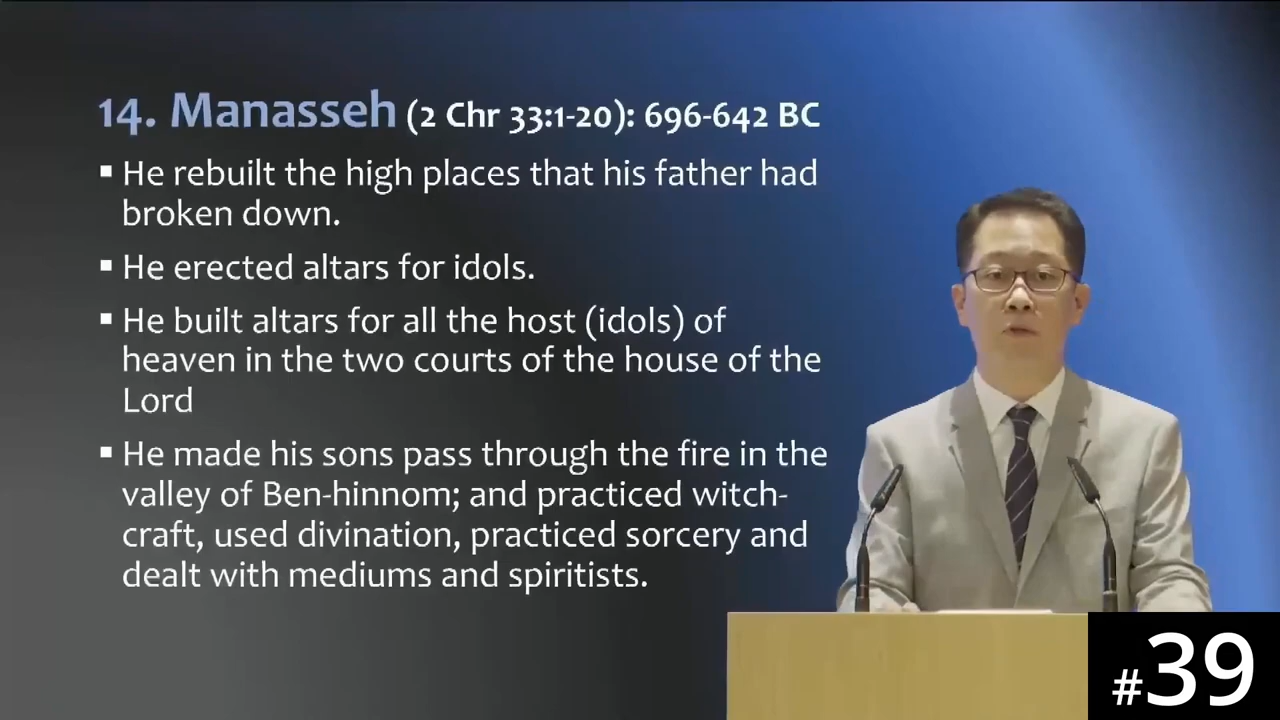 14. Manasseh (2 Chr 33:1-20): 696-642 BC
▪ He rebuilt the high places that his father had
broken down.
▪ He erected altars for idols.
▪ He built altars for all the host (idols) of
heaven in the two courts of the house of the
Lord
▪ He made his sons pass through the fire in the
valley of Ben-hinnom; and practiced witch-
craft, used divination, practiced sorcery and
dealt with mediums and spiritists.
#39